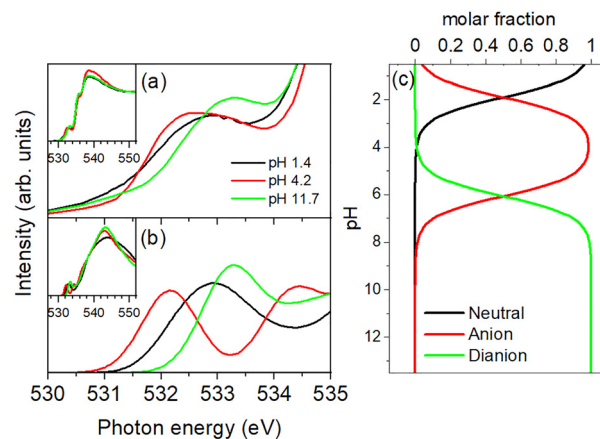 molar fraction
0 0.2 0.4 0.6 0.8 1
(a)
530 540 550
pH 1.4
pH 4.2
pH 11.7
Intensity (arb. units)
(b)
530 540 550
530 531 532 533 534 535
Photon energy (eV)
(c)
2
4
6
8
10
12
pH
Neutral
Anion
Dianion